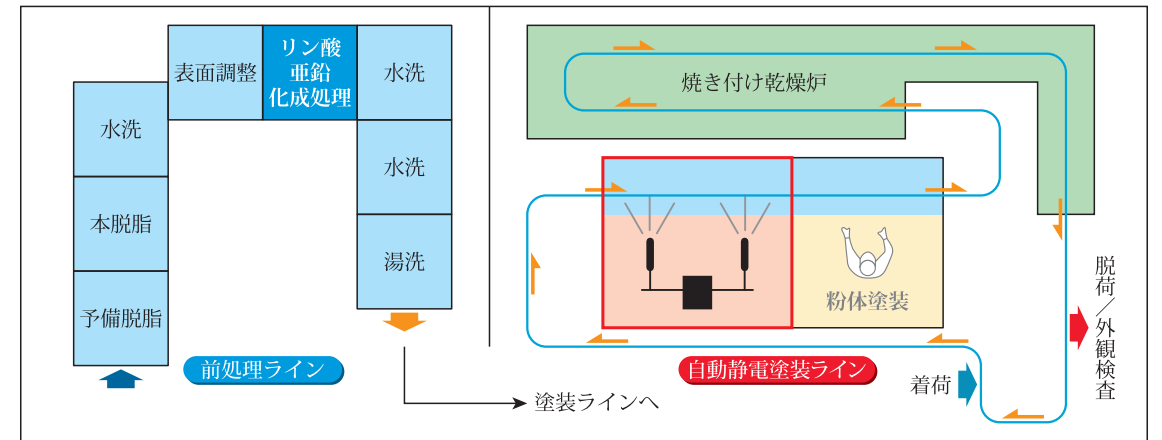 予備脱脂
本脱脂
水洗
表面調整
リン酸
亜鉛
化成処理
水洗
水洗
湯洗
前処理ライン
塗装ラインへ
焼き付け乾燥炉
粉体塗装
自動静電塗装ライン
着荷
脱荷／外観検査